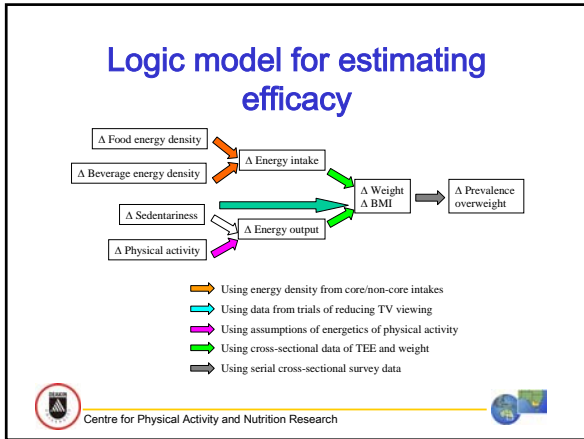 Logic model for estimating
efficacy
Δ Food energy density
Δ Beverage energy density
Δ Energy intake
Δ Sedentariness
Δ Physical activity
Δ Energy output
Δ Weight
Δ BMI
Δ Prevalence
overweight
Using energy density from core/non-core intakes
Using data from trials of reducing TV viewing
Using assumptions of energetics of physical activity
Using cross-sectional data of TEE and weight
Using serial cross-sectional survey data
DEAKIN
Centre for Physical Activity and Nutrition Research